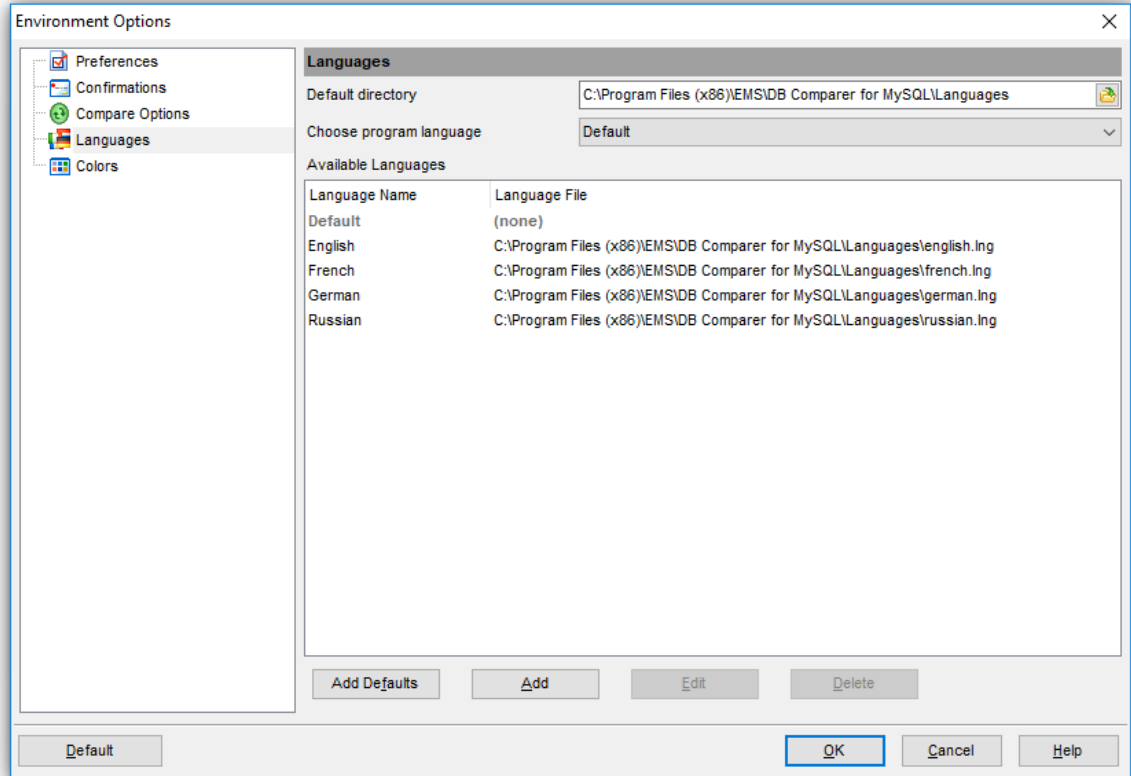 Environment Options
Preferences
Confirmations
Compare Options
Languages
Colors
Languages
Default directory C:\Program Files (x86)\EMS\DB Comparer for MySQL\Languages
Choose program language Default
Available Languages
Language Name Language File
Default (none)
English C:\Program Files (x86)\EMS\DB Comparer for MySQL\Languages\english.lng
French C:\Program Files (x86)\EMS\DB Comparer for MySQL\Languages\french.lng
German C:\Program Files (x86)\EMS\DB Comparer for MySQL\Languages\german.lng
Russian C:\Program Files (x86)\EMS\DB Comparer for MySQL\Languages\russian.lng
Add Defaults Add Edit Delete
Default OK Cancel Help